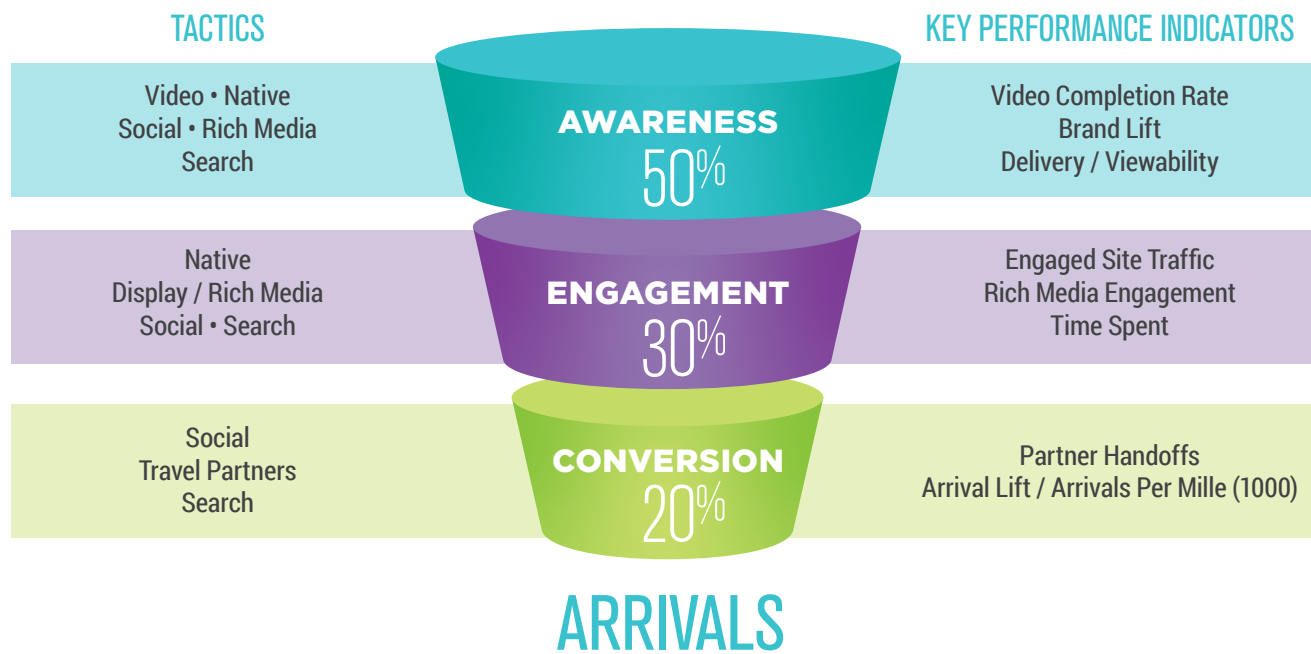 TACTICS
KEY PERFORMANCE INDICATORS
Video • Native
Social • Rich Media
Search
AWARENESS
50%
Video Completion Rate
Brand Lift
Delivery / Viewability
Native
Display / Rich Media
Social • Search
ENGAGEMENT
30%
Engaged Site Traffic
Rich Media Engagement
Time Spent
Social
Travel Partners
Search
CONVERSION
20%
Partner Handoffs
Arrival Lift / Arrivals Per Mille (1000)
ARRIVALS